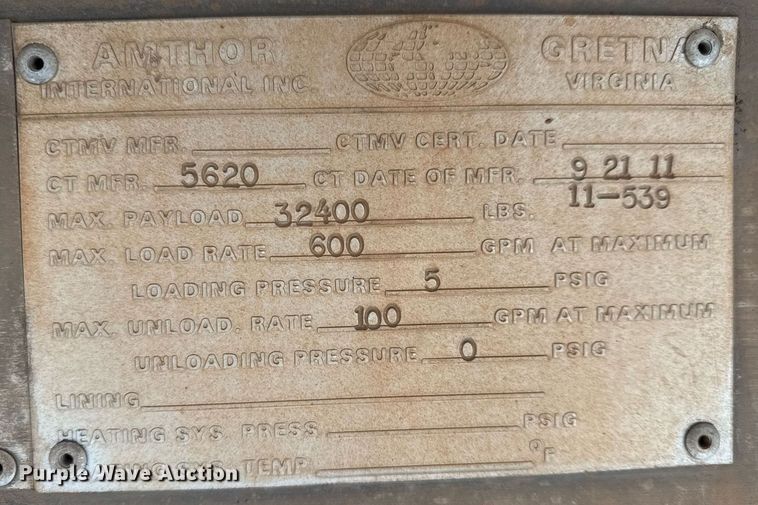 AMTHOR GRETNA
INTERNATIONAL INC. VIRGINIA
CTMV MFR. CTMV CERT. DATE
CT MFR. 5620 CT DATE OF MFR. 9 21 11
11-539
MAX. PAYLOAD 32400 LBS.
MAX. LOAD RATE 600 GPM AT MAXIMUM
LOADING PRESSURE 5 PSIG
MAX. UNLOAD. RATE 100 GPM AT MAXIMUM
UNLOADING PRESSURE 0 PSIG
LINING
HEATING SYS. PRESS. PSIG
TEMP. °F
Purple Wave Auction